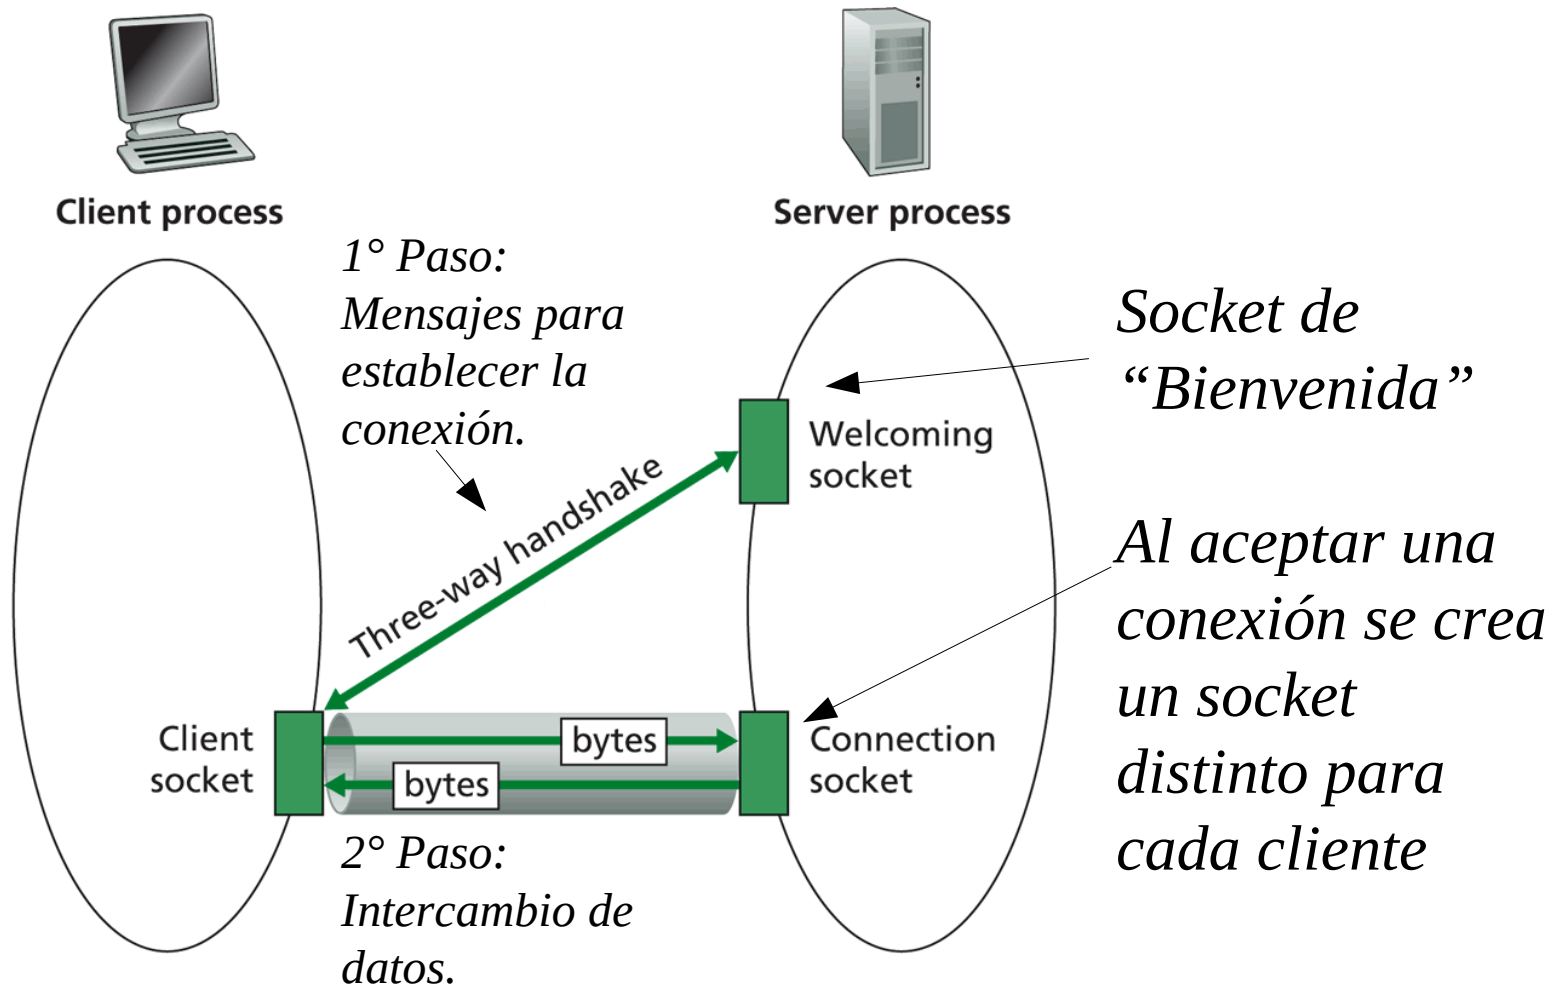 Client process
Server process
1° Paso:
Mensajes para
establecer la
conexión.
Socket de
“Bienvenida”
Welcoming
socket
Three-way handshake
Al aceptar una
conexión se crea
un socket
distinto para
cada cliente
Client
socket
bytes
bytes
Connection
socket
2° Paso:
Intercambio de
datos.